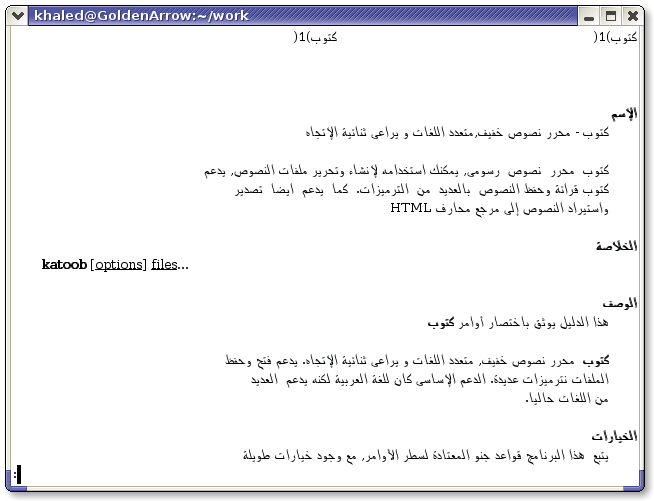 khaled@GoldenArrow:~/work
كتوب)1( كتوب)1(
الإسم
كتوب - محرر نصوص خفيف,متعدد اللغات و يراعى ثنائية الإتجاه
كتوب محرر نصوص رسومى, يمكنك استخدامه لإنشاء وتحرير ملفات النصوص, يدعم
كتوب قرائة وحفظ النصوص بالعديد من الترميزات. كما يدعم ايضا تصدير
واستيراد النصوص إلى مرجع محارف HTML
الخلاصة
katoob [options] files...
الوصف
هذا الدليل يوثق باختصار أوامر كتوب
كتوب محرر نصوص خفيف, متعدد اللغات و يراعى ثنائية الإتجاه. يدعم فتح وحفظ
الملفات نترميزات عديدة. الدعم الإساسى كان للغة العربية لكنه يدعم العديد
من اللغات حاليا.
الخيارات
يتبع هذا البرنامج قواعد جنو المعتادة لسطر الأوامر, مع وجود خيارات طويلة
: